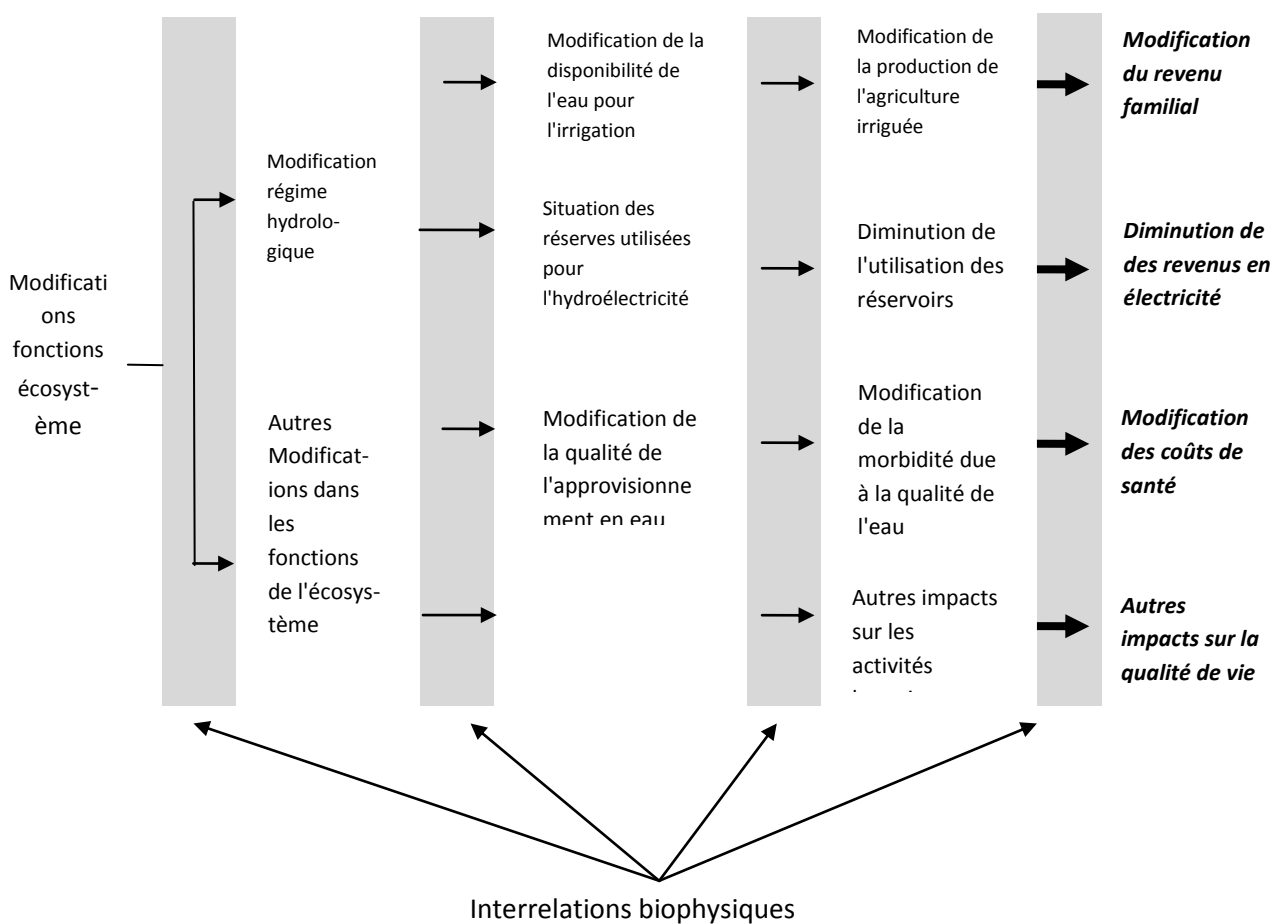 Modificati
ons
fonctions
écosyst-
ème
Modification
régime
hydrolo-
gique
Autres
Modificat-
ions dans
les
fonctions
de l'écosys-
tème
Modification de la
disponibilité de
l'eau pour
l'irrigation
Situation des
réserves utilisées
pour
l'hydroélectricité
Modification de
la qualité de
l'approvisionne
ment en eau
Modification de
la production de
l'agriculture
irriguée
Diminution de
l'utilisation des
réservoirs
Modification
de la
morbidité due
à la qualité de
l'eau
Autres impacts
sur les
activités
Modification
du revenu
familial
Diminution de
des revenus en
électricité
Modification
des coûts de
santé
Autres
impacts sur la
qualité de vie
Interrelations biophysiques